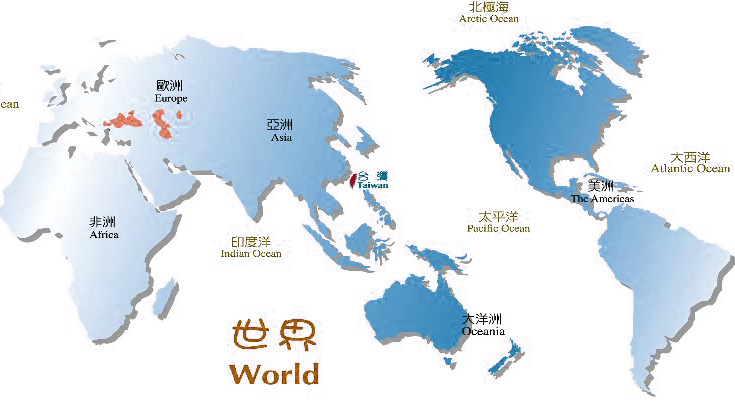 北極海
Arctic Ocean
歐洲
Europe
can
亞洲
Asia
大西洋
Atlantic Ocean
台灣
Taiwan
美洲
The Americas
非洲
Africa
太平洋
Pacific Ocean
印度洋
Indian Ocean
大洋洲
Oceania
世界
World